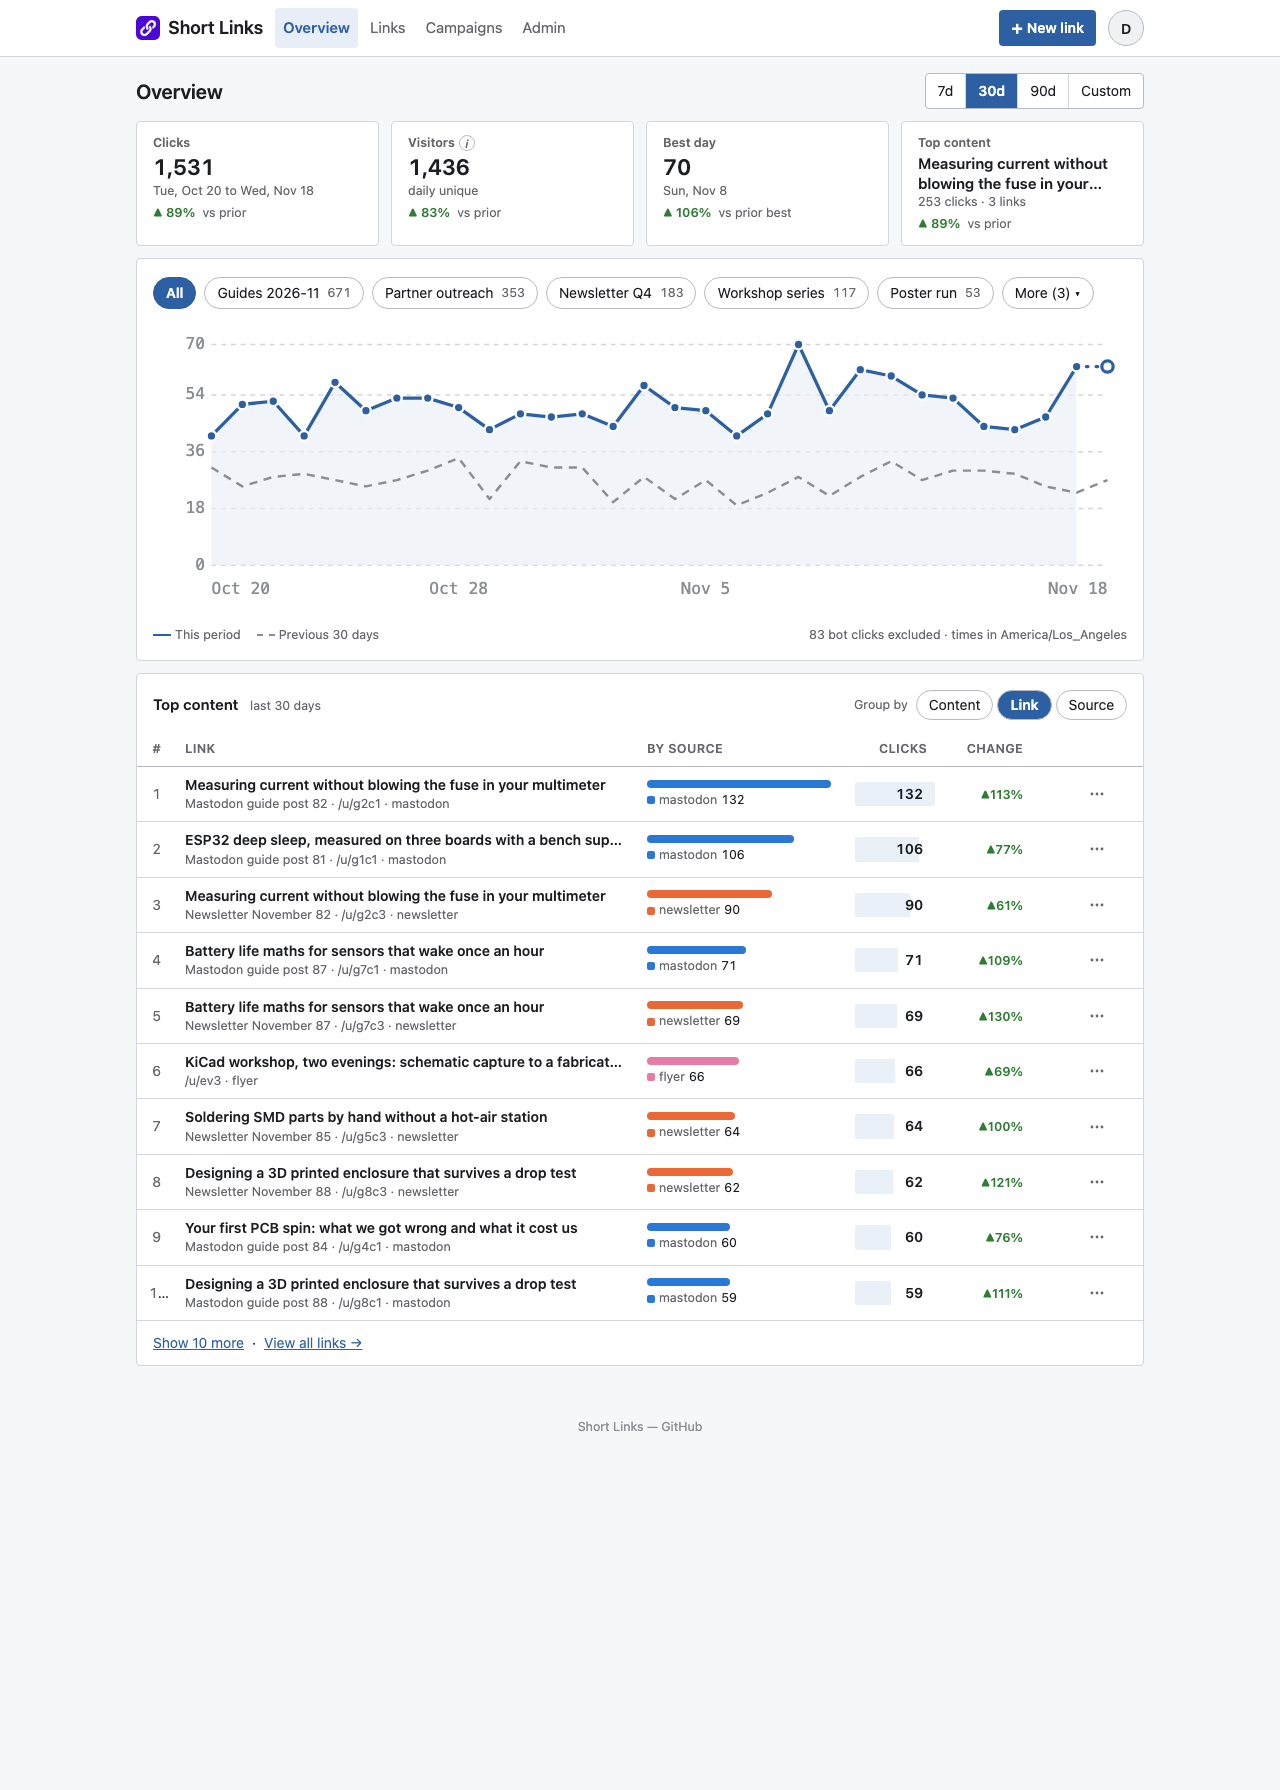 Short Links
Overview
Links
Campaigns
Admin
+ New link
D
Overview
7d
30d
90d
Custom
Clicks
1,531
Tue, Oct 20 to Wed, Nov 18
▲ 89% vs prior
Visitors i
1,436
daily unique
▲ 83% vs prior
Best day
70
Sun, Nov 8
▲ 106% vs prior best
Top content
Measuring current without
blowing the fuse in your...
253 clicks · 3 links
▲ 89% vs prior
All
Guides 2026-11 671
Partner outreach 353
Newsletter Q4 183
Workshop series 117
Poster run 53
More (3) ▾
70
54
36
18
0
Oct 20
Oct 28
Nov 5
Nov 18
This period
Previous 30 days
83 bot clicks excluded · times in America/Los_Angeles
Top content last 30 days
Group by
Content
Link
Source
# LINK BY SOURCE CLICKS CHANGE
1
Measuring current without blowing the fuse in your multimeter
Mastodon guide post 82 · /u/g2c1 · mastodon
mastodon 132
132
▲113%
...
2
ESP32 deep sleep, measured on three boards with a bench sup...
Mastodon guide post 81 · /u/g1c1 · mastodon
mastodon 106
106
▲77%
...
3
Measuring current without blowing the fuse in your multimeter
Newsletter November 82 · /u/g2c3 · newsletter
newsletter 90
90
▲61%
...
4
Battery life maths for sensors that wake once an hour
Mastodon guide post 87 · /u/g7c1 · mastodon
mastodon 71
71
▲109%
...
5
Battery life maths for sensors that wake once an hour
Newsletter November 87 · /u/g7c3 · newsletter
newsletter 69
69
▲130%
...
6
KiCad workshop, two evenings: schematic capture to a fabricat...
/u/ev3 · flyer
flyer 66
66
▲69%
...
7
Soldering SMD parts by hand without a hot-air station
Newsletter November 85 · /u/g5c3 · newsletter
newsletter 64
64
▲100%
...
8
Designing a 3D printed enclosure that survives a drop test
Newsletter November 88 · /u/g8c3 · newsletter
newsletter 62
62
▲121%
...
9
Your first PCB spin: what we got wrong and what it cost us
Mastodon guide post 84 · /u/g4c1 · mastodon
mastodon 60
60
▲76%
...
1...
Designing a 3D printed enclosure that survives a drop test
Mastodon guide post 88 · /u/g8c1 · mastodon
mastodon 59
59
▲111%
...
Show 10 more · View all links →
Short Links — GitHub